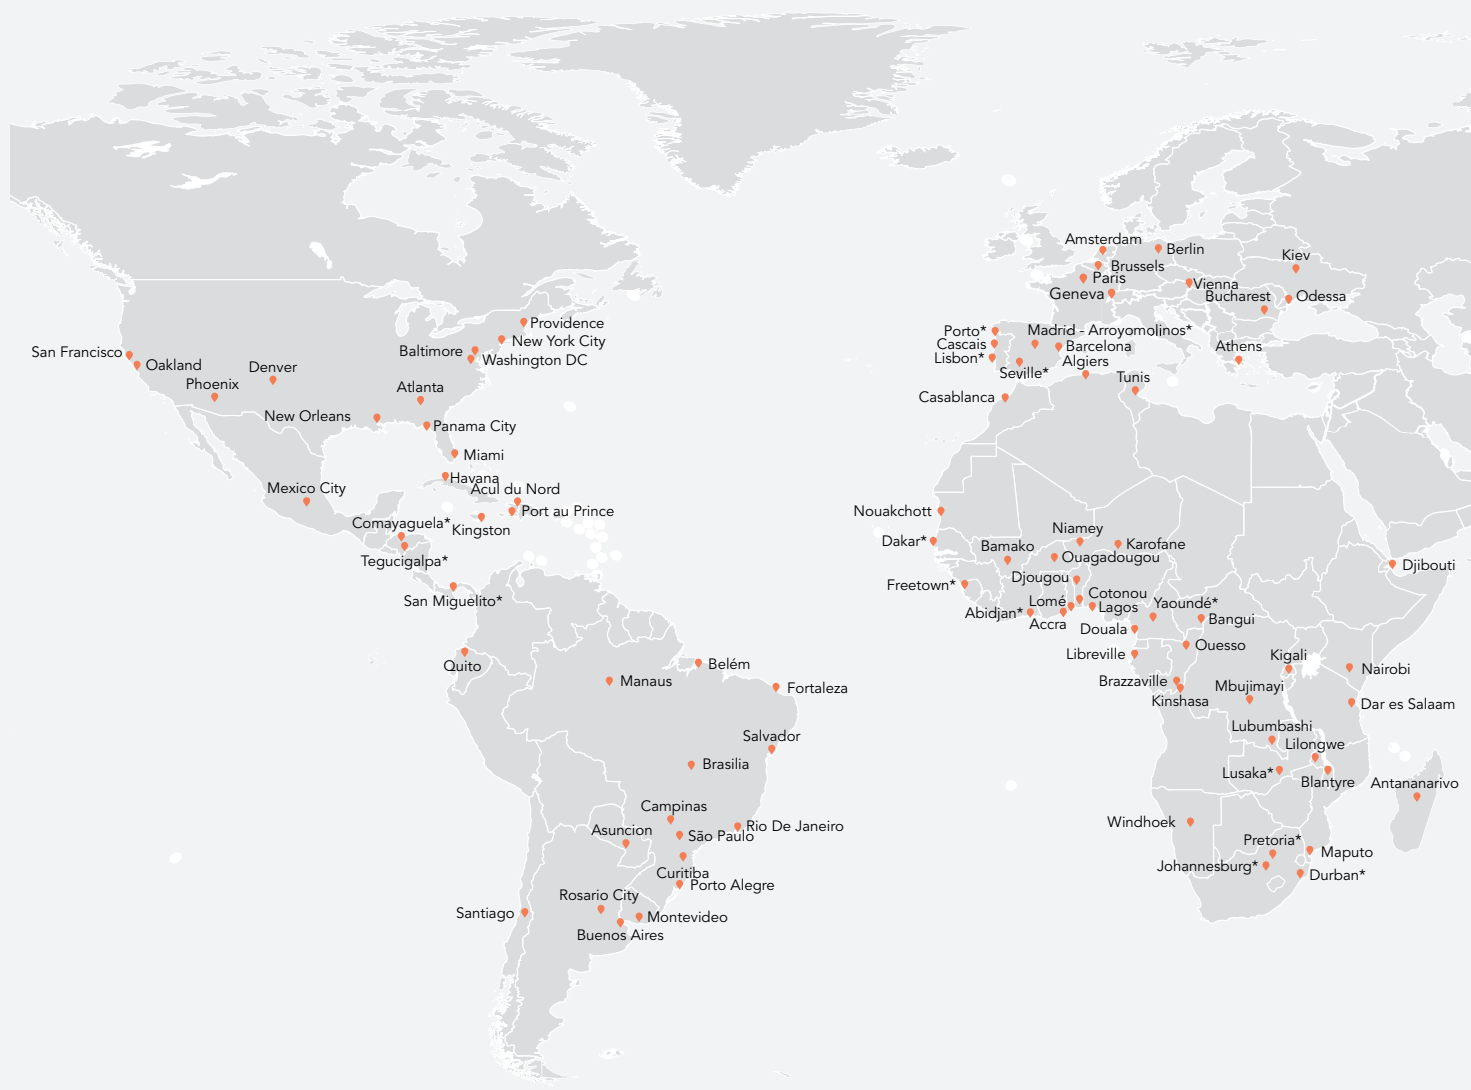 Amsterdam
Berlin
Kiev
Brussels
Paris
Vienna
Geneva
Bucharest
Odessa
Providence
Porto*
Madrid - Arroyomolinos*
New York City
Cascais
Barcelona
Athens
San Francisco
Baltimore
Washington DC
Lisbon*
Algiers
Oakland
Denver
Seville*
Tunis
Phoenix
Atlanta
Casablanca
New Orleans
Panama City
Miami
Havana
Mexico City
Acul du Nord
Port au Prince
Nouakchott
Comayaguela*
Kingston
Niamey
Dakar*
Bamako
Karofane
Tegucigalpa*
Ouagadougou
Djibouti
Djougou
Freetown*
Cotonou
San Miguelito*
Lomé
Lagos
Yaoundé*
Abidjan*
Accra
Bangui
Douala
Ouesso
Libreville
Kigali
Quito
Belém
Nairobi
Manaus
Brazzaville
Mbujimayi
Fortaleza
Kinshasa
Dar es Salaam
Lubumbashi
Salvador
Lilongwe
Brasilia
Lusaka*
Blantyre
Antananarivo
Campinas
Windhoek
Asuncion
São Paulo
Rio De Janeiro
Pretoria*
Maputo
Johannesburg*
Curitiba
Durban*
Porto Alegre
Rosario City
Santiago
Montevideo
Buenos Aires